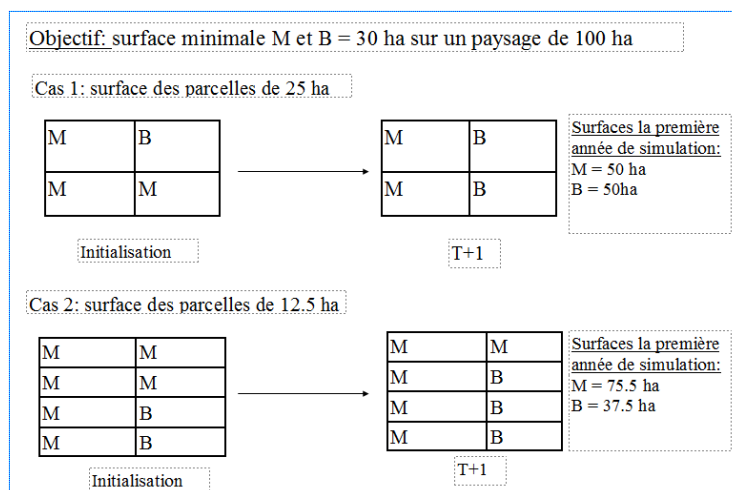 Objectif: surface minimale M et B = 30 ha sur un paysage de 100 ha
Cas 1: surface des parcelles de 25 ha
M B
M M
Initialisation
M B
M B
T+1
Surfaces la première
année de simulation:
M = 50 ha
B = 50ha
Cas 2: surface des parcelles de 12.5 ha
M M
M M
M B
M B
Initialisation
M M
M B
M B
M B
T+1
Surfaces la première
année de simulation:
M = 75.5 ha
B = 37.5 ha